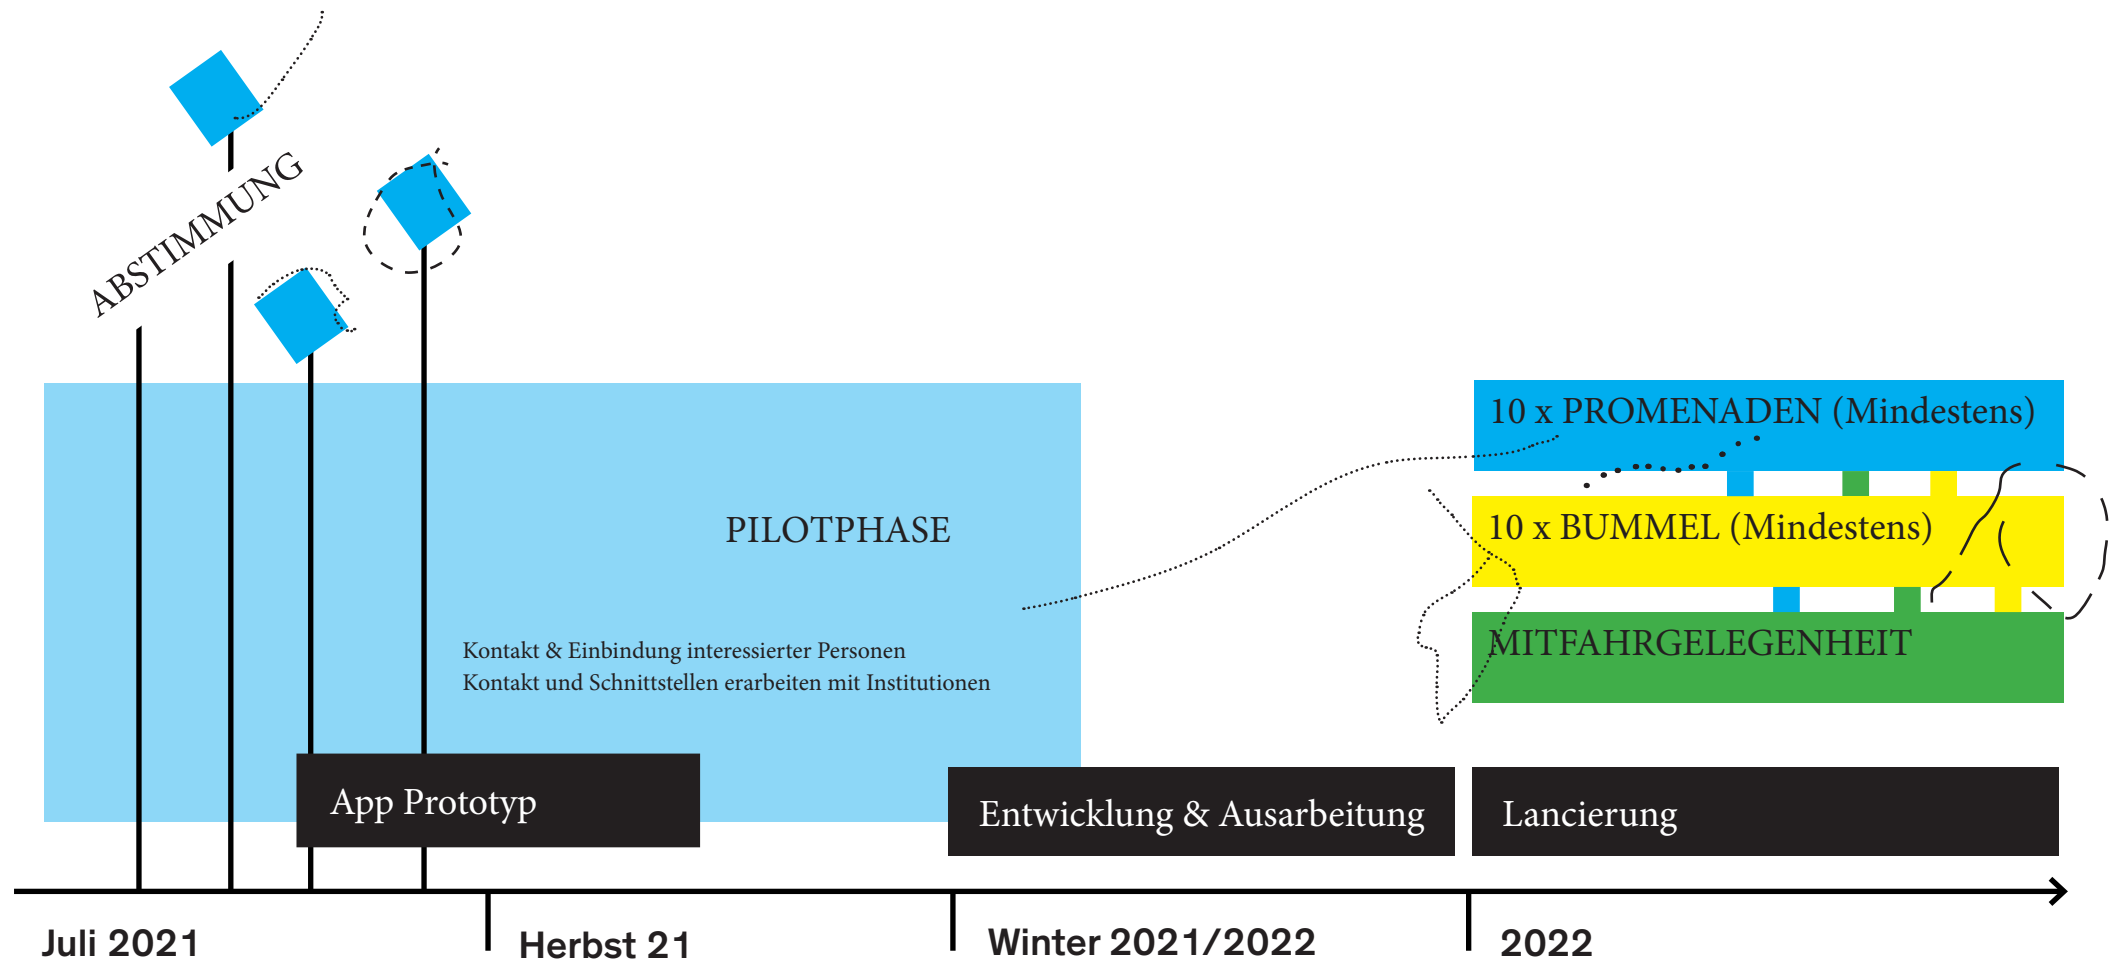 ABSTIMMUNG
PILOTPHASE
Kontakt & Einbindung interessierter Personen
Kontakt und Schnittstellen erarbeiten mit Institutionen
10 x PROMENADEN (Mindestens)
10 x BUMMEL (Mindestens)
MITFAHRGELEGENHEIT
App Prototyp
Entwicklung & Ausarbeitung
Lancierung
Juli 2021
Herbst 21
Winter 2021/2022
2022